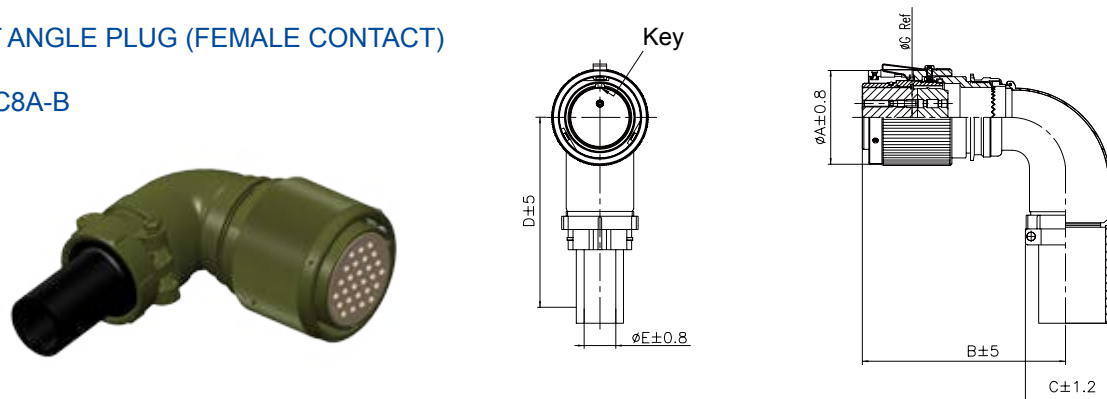 ANGLE PLUG (FEMALE CONTACT)
C8A-B
Key
øG Ref
øA±0.8
D±5
øE±0.8
B±5
C±1.2